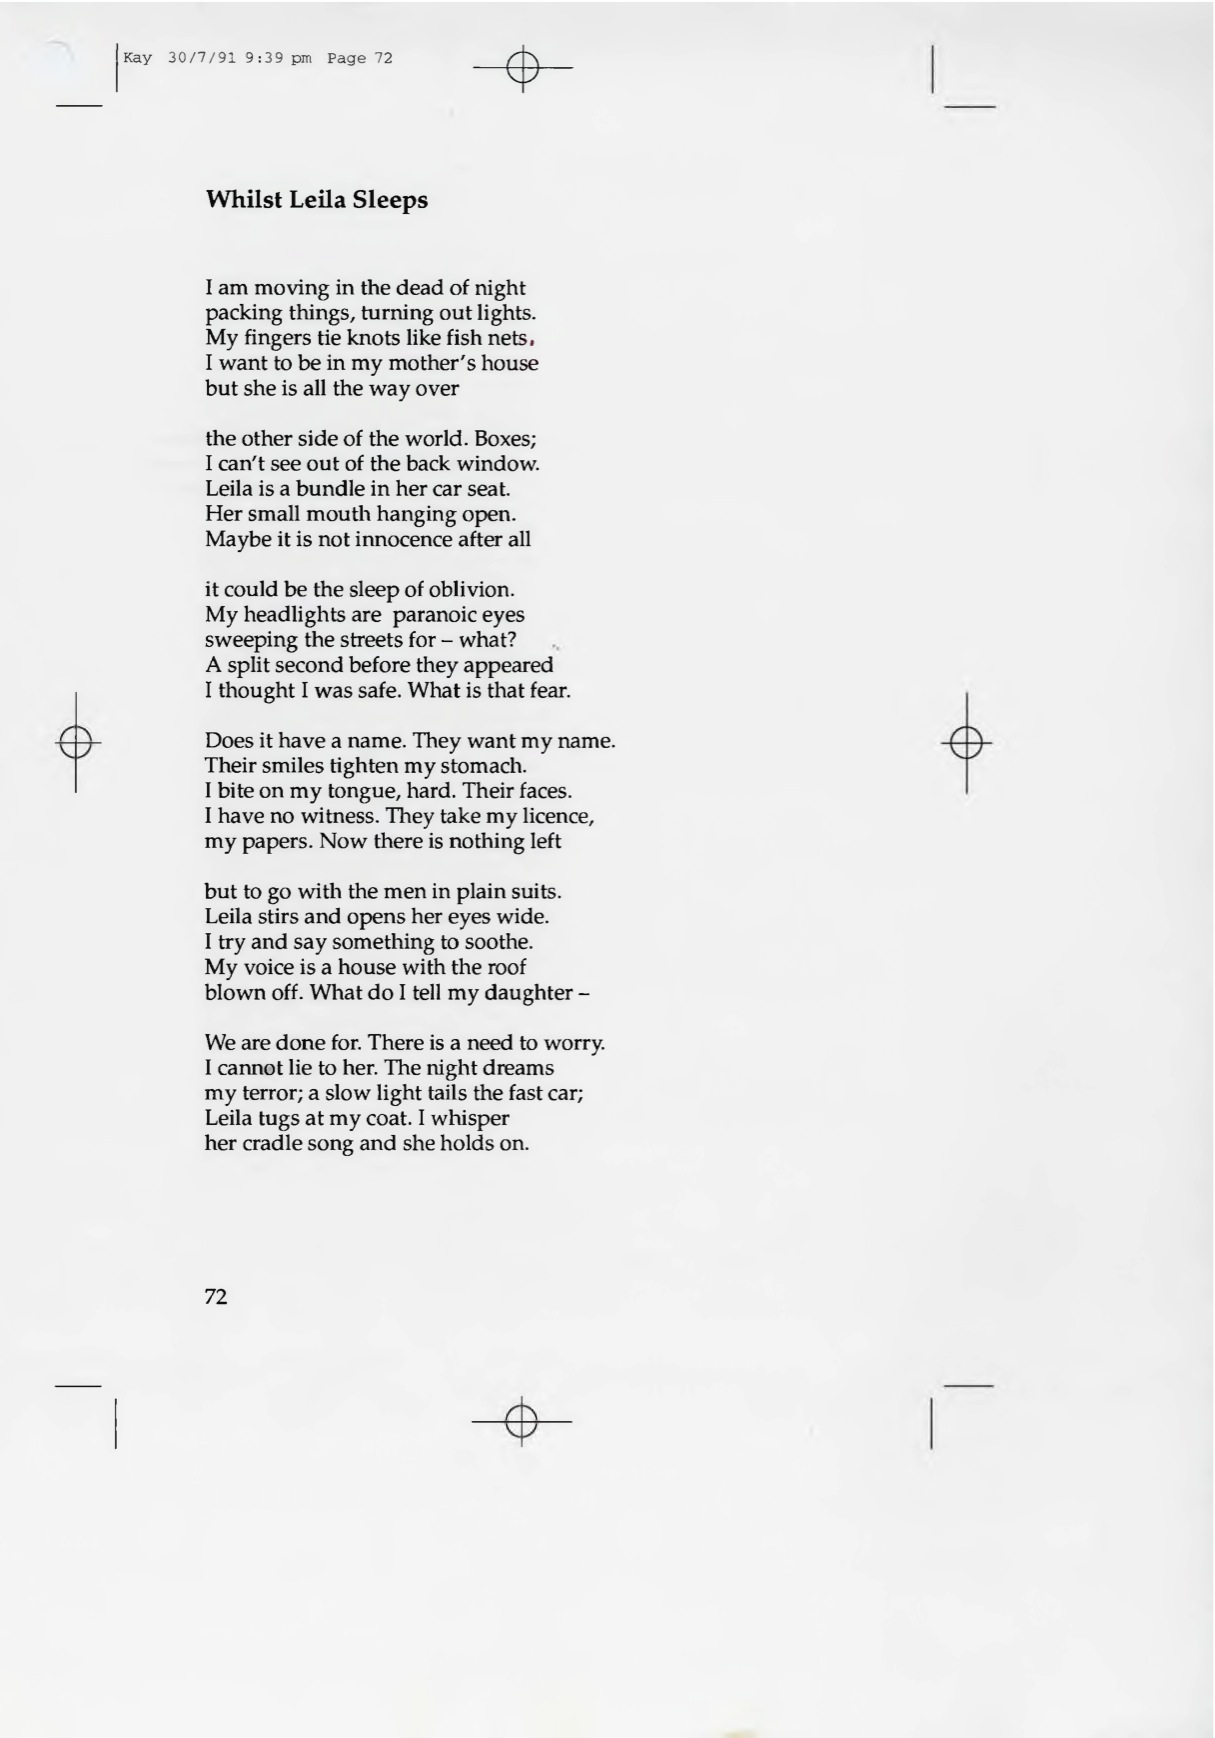 Kay 30/7/91 9:39 pm Page 72
Whilst Leila Sleeps
I am moving in the dead of night
packing things, turning out lights.
My fingers tie knots like fish nets.
I want to be in my mother's house
but she is all the way over
the other side of the world. Boxes;
I can't see out of the back window.
Leila is a bundle in her car seat.
Her small mouth hanging open.
Maybe it is not innocence after all
it could be the sleep of oblivion.
My headlights are paranoic eyes
sweeping the streets for – what?
A split second before they appeared
I thought I was safe. What is that fear.
Does it have a name. They want my name.
Their smiles tighten my stomach.
I bite on my tongue, hard. Their faces.
I have no witness. They take my licence,
my papers. Now there is nothing left
but to go with the men in plain suits.
Leila stirs and opens her eyes wide.
I try and say something to soothe.
My voice is a house with the roof
blown off. What do I tell my daughter –
We are done for. There is a need to worry.
I cannot lie to her. The night dreams
my terror; a slow light tails the fast car;
Leila tugs at my coat. I whisper
her cradle song and she holds on.
72